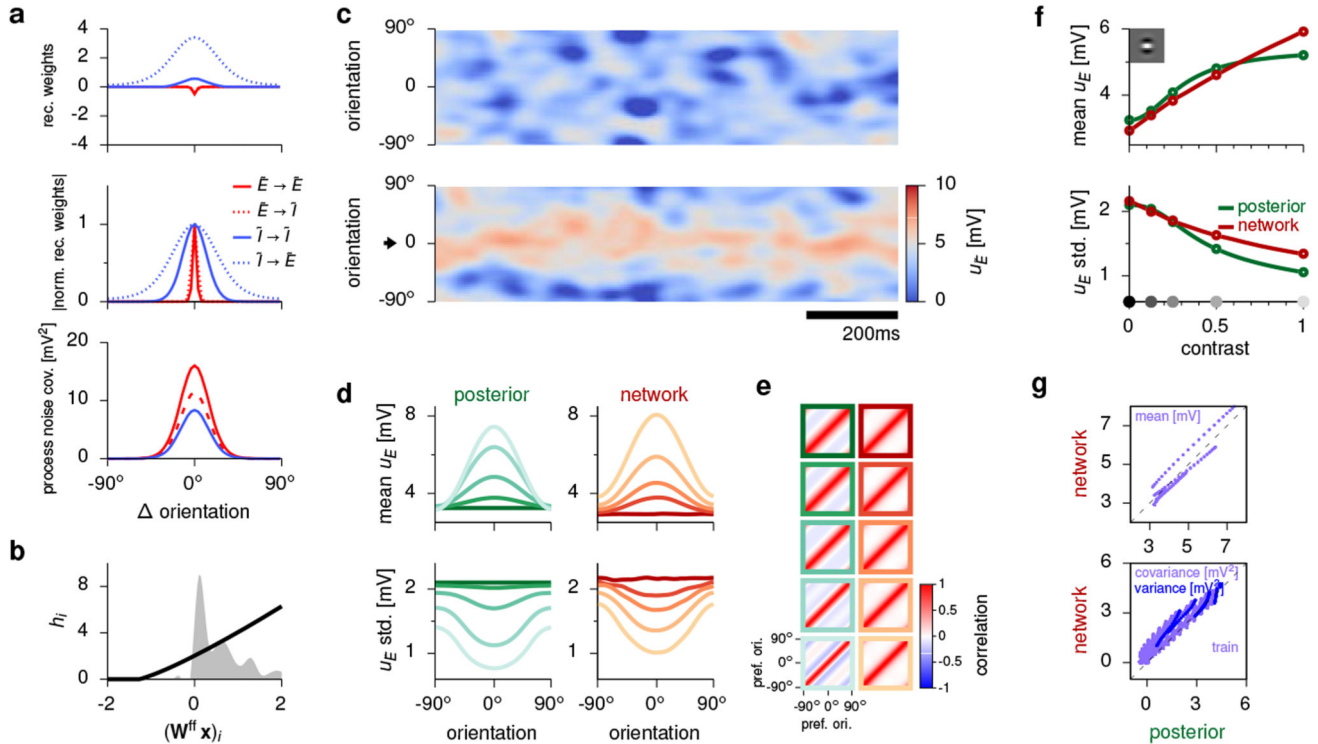 a
4
2
0
-2
-4
rec. weights
1
0
|norm. rec. weights|
Ē → Ē
Ē → Ī
Ī → Ī
Ī → Ē
20
10
0
process noise cov. [mV²]
-90° 0° 90°
Δ orientation
b
8
4
0
hᵢ
-2 0 2
(Wᶠᶠ x)ᵢ
c
90°
0
-90°
orientation
90°
0
-90°
orientation
10
5
0
u_E [mV]
200ms
d
posterior network
8
4
mean u_E [mV]
8
4
2
1
u_E std. [mV]
2
1
-90° 0° 90° -90° 0° 90°
orientation orientation
e
1
0.5
0
-0.5
-1
correlation
90°
0°
-90°
pref. ori.
-90° 0° 90°
pref. ori.
f
6
4
mean u_E [mV]
2
1
u_E std. [mV]
posterior
network
0 0.5 1
contrast
g
7
5
3
network
mean [mV]
3 5 7
6
3
0
network
covariance [mV²]
variance [mV²]
train
0 3 6
posterior